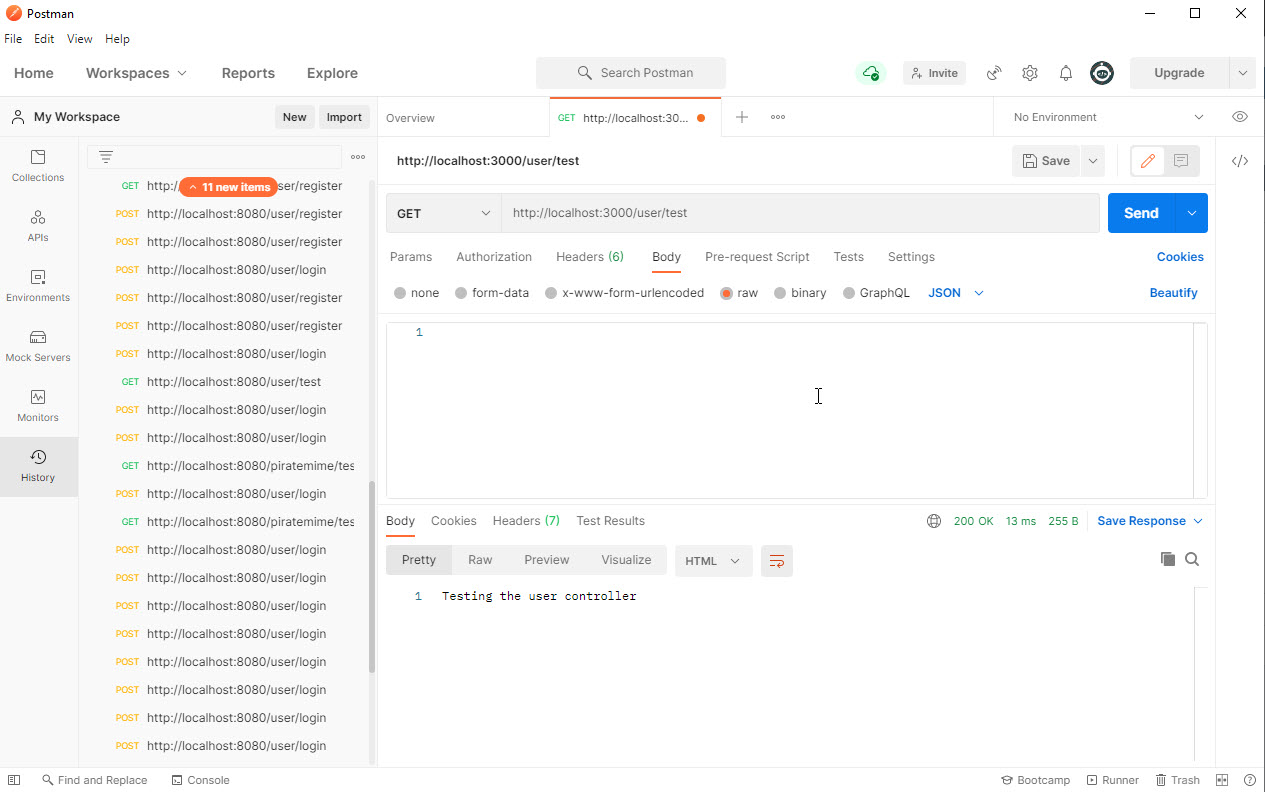 Postman
File Edit View Help
Home Workspaces Reports Explore Search Postman Invite Upgrade
My Workspace New Import
Overview GET http://localhost:30... No Environment
Collections
APIs
Environments
Mock Servers
Monitors
History
11 new items
GET http:/ user/register
POST http://localhost:8080/user/register
POST http://localhost:8080/user/register
POST http://localhost:8080/user/login
POST http://localhost:8080/user/register
POST http://localhost:8080/user/register
POST http://localhost:8080/user/login
GET http://localhost:8080/user/test
POST http://localhost:8080/user/login
POST http://localhost:8080/user/login
GET http://localhost:8080/piratemime/tes
POST http://localhost:8080/user/login
GET http://localhost:8080/piratemime/tes
POST http://localhost:8080/user/login
POST http://localhost:8080/user/login
POST http://localhost:8080/user/login
POST http://localhost:8080/user/login
POST http://localhost:8080/user/login
POST http://localhost:8080/user/login
POST http://localhost:8080/user/login
POST http://localhost:8080/user/login
http://localhost:3000/user/test Save
GET http://localhost:3000/user/test Send
Params Authorization Headers (6) Body Pre-request Script Tests Settings Cookies
none form-data x-www-form-urlencoded raw binary GraphQL JSON Beautify
1
Body Cookies Headers (7) Test Results 200 OK 13 ms 255 B Save Response
Pretty Raw Preview Visualize HTML
1 Testing the user controller
Find and Replace Console Bootcamp Runner Trash